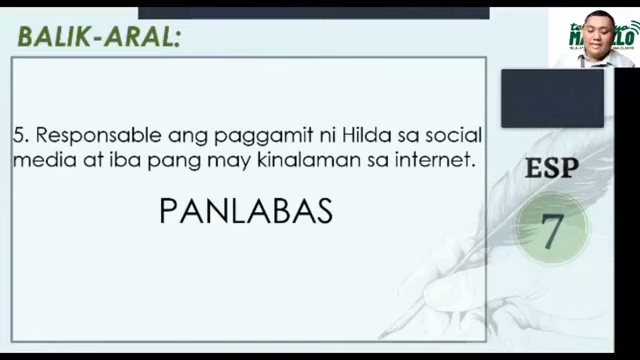 BALIK-ARAL:
5. Responsable ang paggamit ni Hilda sa social
media at iba pang may kinalaman sa internet.
PANLABAS
ESP
7